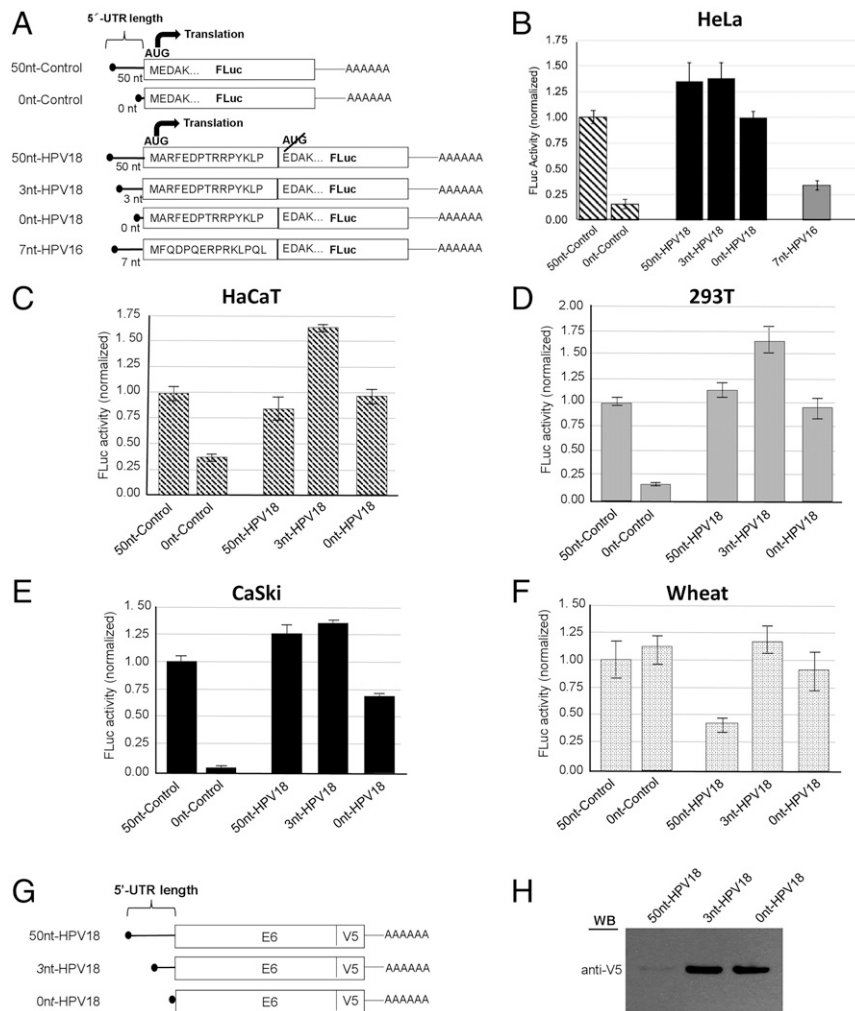 A
5´-UTR length
AUG Translation
50nt-Control 50 nt MEDAK... FLuc AAAAAA
0nt-Control 0 nt MEDAK... FLuc AAAAAA
Translation
AUG AUG
50nt-HPV18 50 nt MARFEDPTRRPYKLP EDAK... FLuc AAAAAA
3nt-HPV18 3 nt MARFEDPTRRPYKLP EDAK... FLuc AAAAAA
0nt-HPV18 0 nt MARFEDPTRRPYKLP EDAK... FLuc AAAAAA
7nt-HPV16 7 nt MFQDPQERPRKLPQL EDAK... FLuc AAAAAA
B
HeLa
FLuc Activity (normalized)
1.75
1.50
1.25
1.00
0.75
0.50
0.25
0.00
50nt-Control 0nt-Control 50nt-HPV18 3nt-HPV18 0nt-HPV18 7nt-HPV16
C
HaCaT
FLuc activity (normalized)
1.75
1.50
1.25
1.00
0.75
0.50
0.25
0.00
50nt-Control 0nt-Control 50nt-HPV18 3nt-HPV18 0nt-HPV18
D
293T
FLuc activity (normalized)
2.00
1.75
1.50
1.25
1.00
0.75
0.50
0.25
0.00
50nt-Control 0nt-Control 50nt-HPV18 3nt-HPV18 0nt-HPV18
E
CaSki
FLuc activity (normalized)
1.50
1.25
1.00
0.75
0.50
0.25
0.00
50nt-Control 0nt-Control 50nt-HPV18 3nt-HPV18 0nt-HPV18
F
Wheat
FLuc activity (normalized)
1.50
1.25
1.00
0.75
0.50
0.25
0.00
50nt-Control 0nt-Control 50nt-HPV18 3nt-HPV18 0nt-HPV18
G
5'-UTR length
50nt-HPV18 E6 V5 AAAAAA
3nt-HPV18 E6 V5 AAAAAA
0nt-HPV18 E6 V5 AAAAAA
H
50nt-HPV18 3nt-HPV18 0nt-HPV18
WB
anti-V5